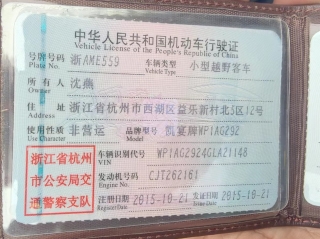 中华人民共和国机动车行驶证
Vehicle License of the People's Republic of China
号牌号码 浙AME559 车辆类型 小型越野客车
Plate No. Vehicle Type
所有人 沈燕
Owner
住址 浙江省杭州市西湖区益乐新村北5区12号
Address
使用性质 非营运 品牌型号 凯宴牌WP1AG292
Use Character Model
浙江省杭州
市公安局交
通警察支队
车辆识别代号 WP1AG2924GLA21148
VIN
发动机号码 CJT262161
Engine No.
注册日期 2015-10-21 发证日期 2015-10-21
Register Date Issue Date